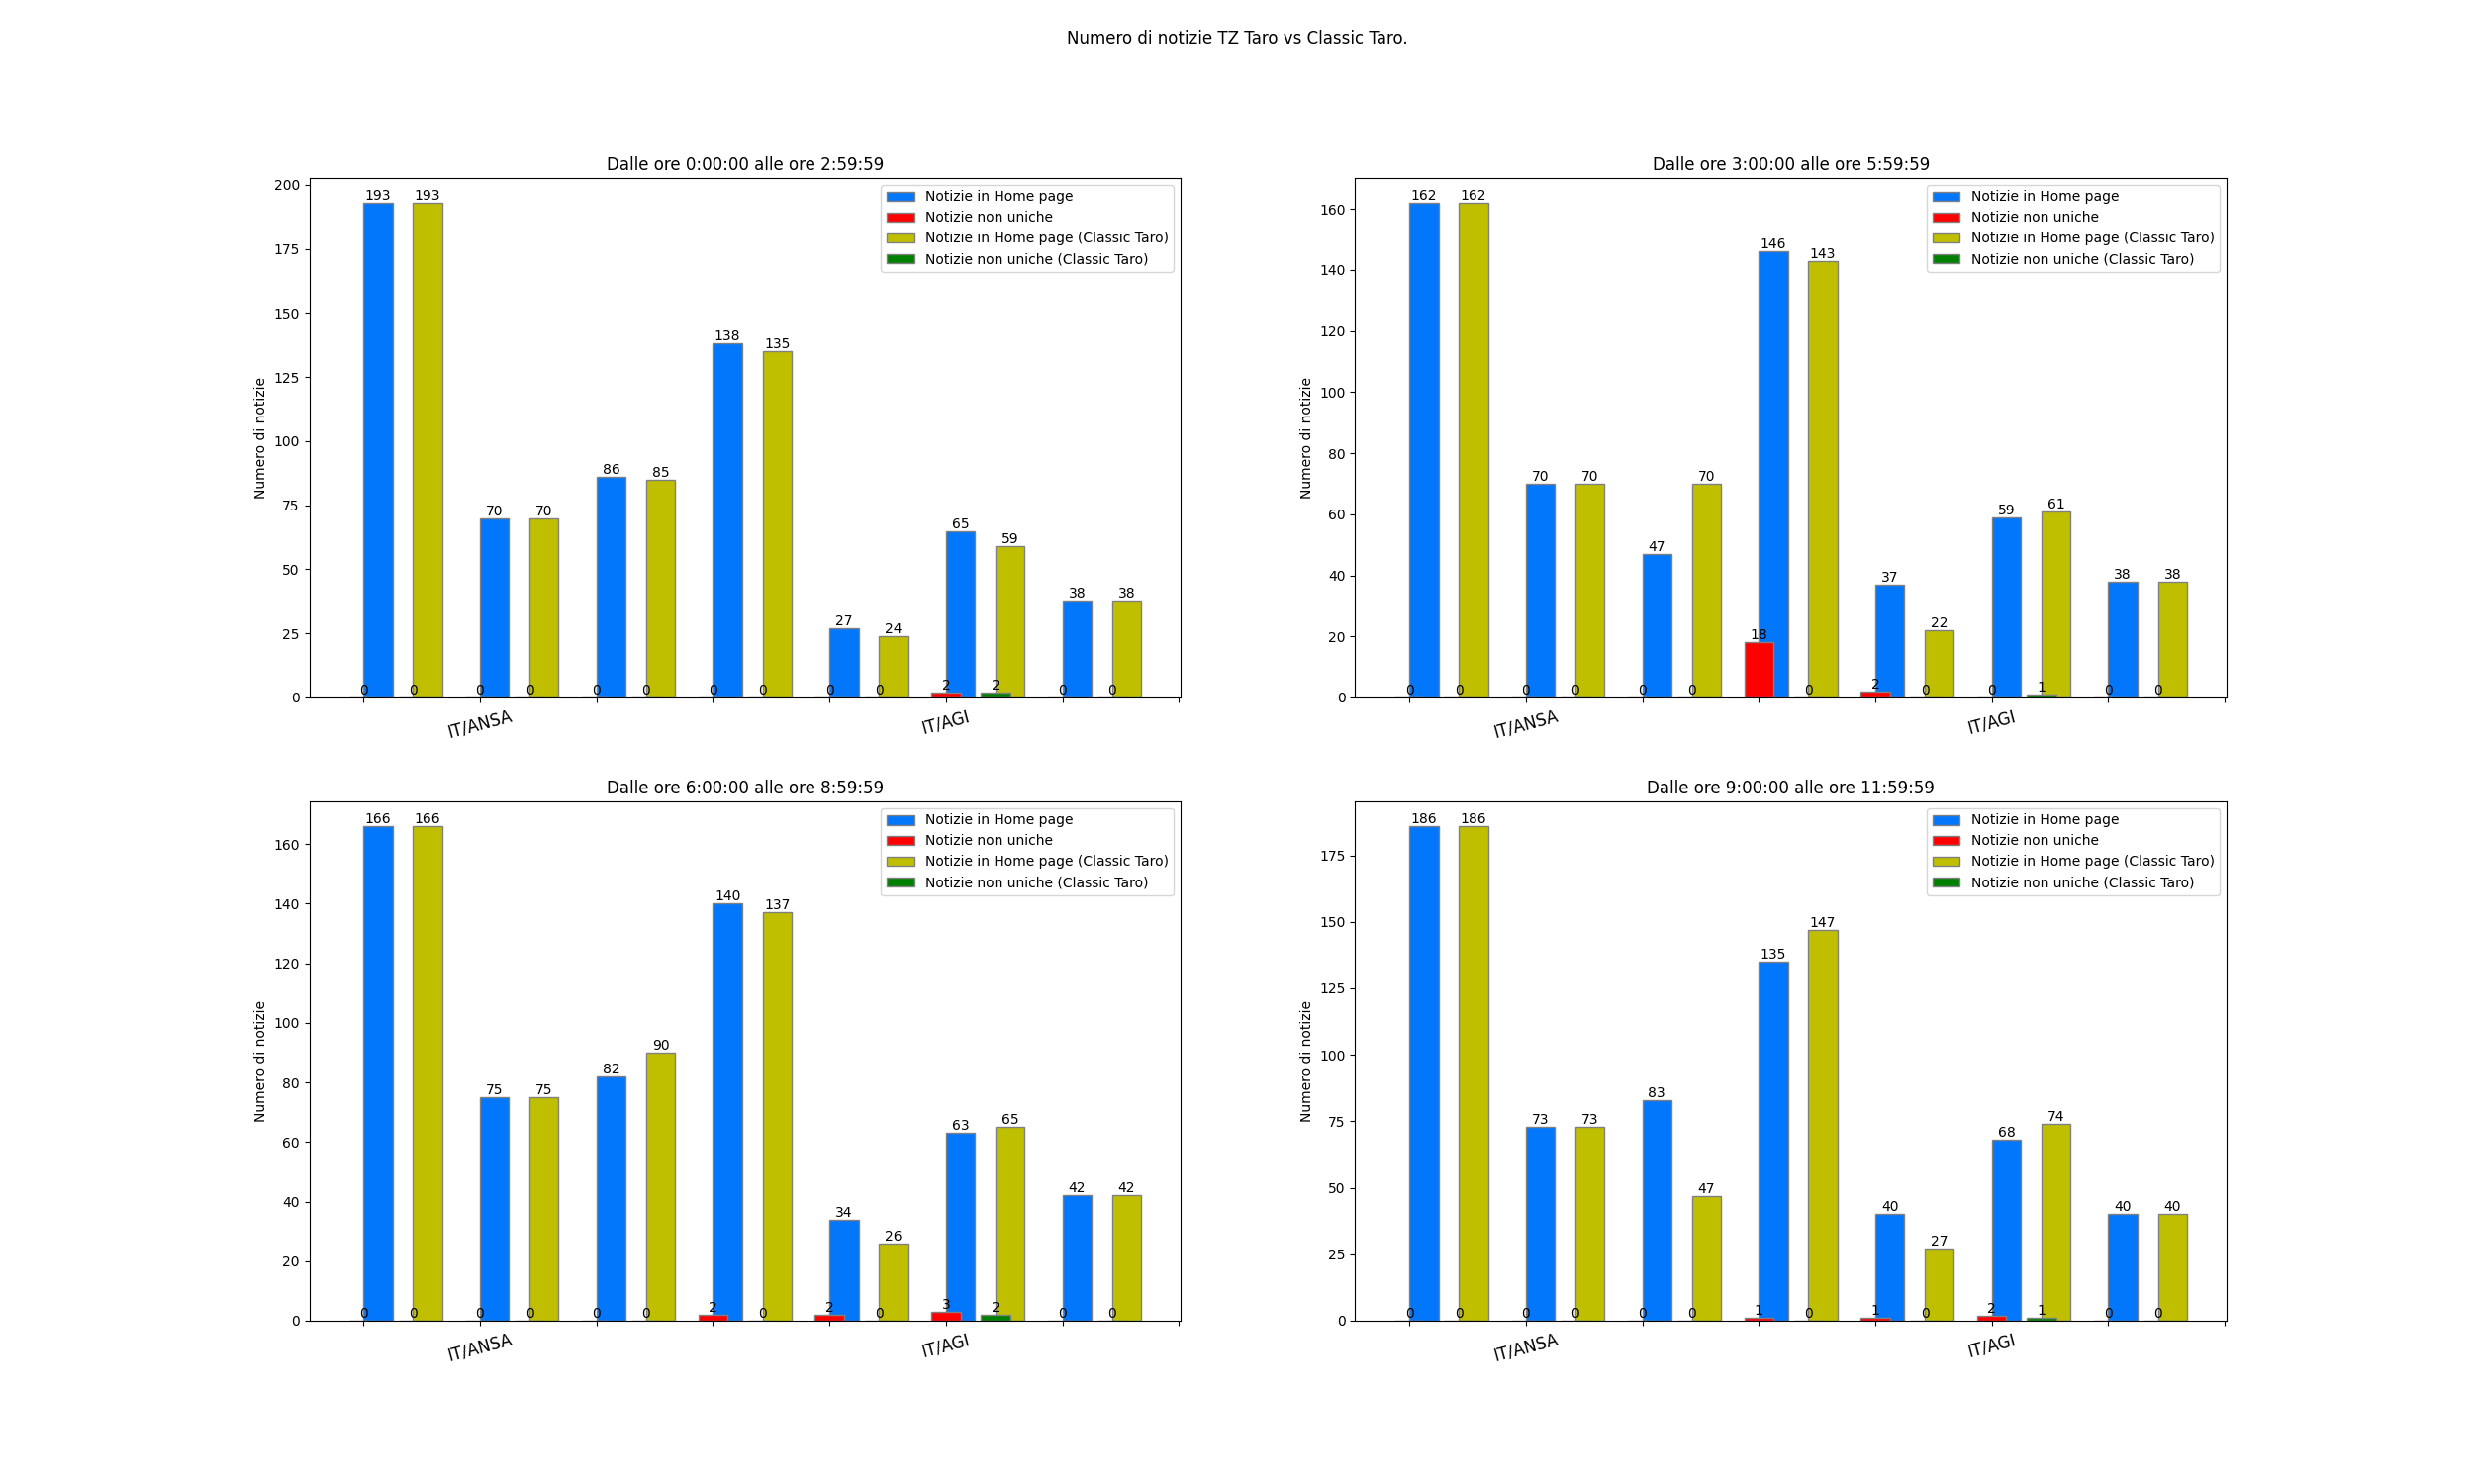 Numero di notizie TZ Taro vs Classic Taro.
Dalle ore 0:00:00 alle ore 2:59:59
Numero di notizie
200
175
150
125
100
75
50
25
0
193 193 70 70 86 85 138 135 27 24 65 59 38 38
0 0 0 0 0 0 0 0 0 0 2 2 0 0
Notizie in Home page
Notizie non uniche
Notizie in Home page (Classic Taro)
Notizie non uniche (Classic Taro)
IT/ANSA IT/AGI
Dalle ore 3:00:00 alle ore 5:59:59
Numero di notizie
160
140
120
100
80
60
40
20
0
162 162 70 70 47 70 146 143 37 22 59 61 38 38
0 0 0 0 0 0 18 0 2 0 0 1 0 0
Notizie in Home page
Notizie non uniche
Notizie in Home page (Classic Taro)
Notizie non uniche (Classic Taro)
IT/ANSA IT/AGI
Dalle ore 6:00:00 alle ore 8:59:59
Numero di notizie
160
140
120
100
80
60
40
20
0
166 166 75 75 82 90 140 137 34 26 63 65 42 42
0 0 0 0 0 0 2 0 2 0 3 2 0 0
Notizie in Home page
Notizie non uniche
Notizie in Home page (Classic Taro)
Notizie non uniche (Classic Taro)
IT/ANSA IT/AGI
Dalle ore 9:00:00 alle ore 11:59:59
Numero di notizie
175
150
125
100
75
50
25
0
186 186 73 73 83 47 135 147 40 27 68 74 40 40
0 0 0 0 0 0 1 0 1 0 2 1 0 0
Notizie in Home page
Notizie non uniche
Notizie in Home page (Classic Taro)
Notizie non uniche (Classic Taro)
IT/ANSA IT/AGI